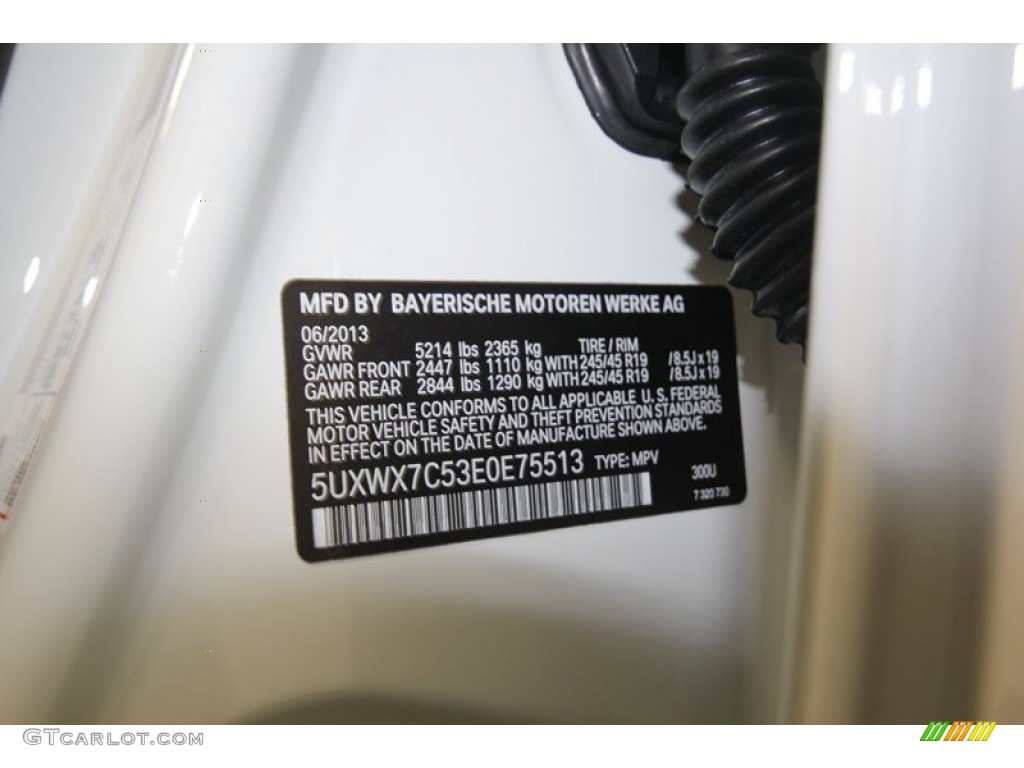 MFD BY BAYERISCHE MOTOREN WERKE AG
06/2013
GVWR 5214 lbs 2365 kg TIRE / RIM
GAWR FRONT 2447 lbs 1110 kg WITH 245/45 R19 /8.5J x 19
GAWR REAR 2844 lbs 1290 kg WITH 245/45 R19 /8.5J x 19
THIS VEHICLE CONFORMS TO ALL APPLICABLE U.S. FEDERAL
MOTOR VEHICLE SAFETY AND THEFT PREVENTION STANDARDS
IN EFFECT ON THE DATE OF MANUFACTURE SHOWN ABOVE.
5UXWX7C53E0E75513 TYPE: MPV 300U
7 320 730
GTCarLot.com